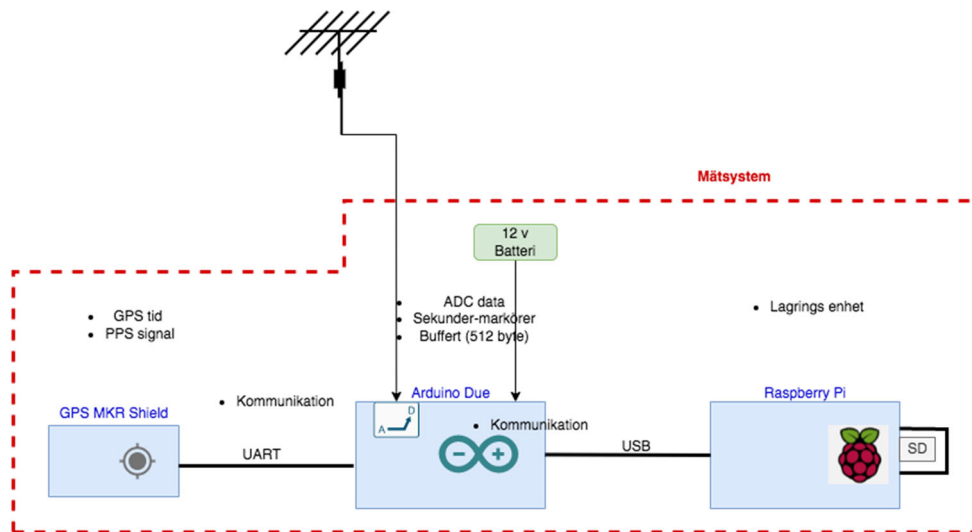 Mätsystem
12 v
Batteri
• GPS tid
• PPS signal
• ADC data
• Sekunder-markörer
• Buffert (512 byte)
• Lagrings enhet
GPS MKR Shield
• Kommunikation
Arduino Due
Raspberry Pi
A
D
• Kommunikation
UART
USB
SD